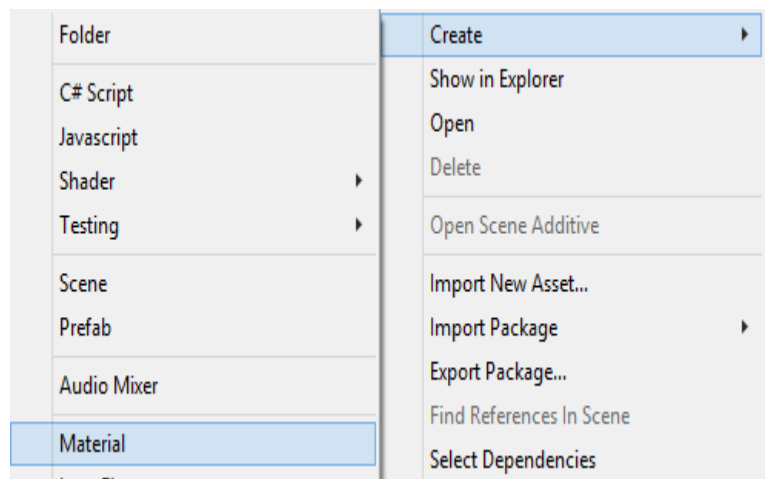 Folder
C# Script
Javascript
Shader
Testing
Scene
Prefab
Audio Mixer
Material
Create
Show in Explorer
Open
Delete
Open Scene Additive
Import New Asset...
Import Package
Export Package...
Find References In Scene
Select Dependencies